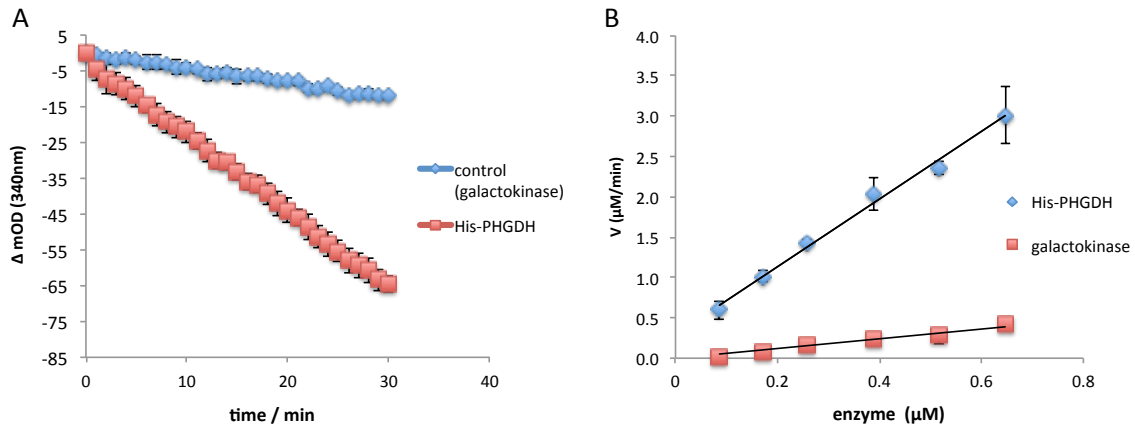 A
5
-5
-15
-25
-35
-45
-55
-65
-75
-85
Δ mOD (340nm)
0
10
20
30
40
time / min
control
(galactokinase)
His-PHGDH
B
4.0
3.5
3.0
2.5
2.0
1.5
1.0
0.5
0.0
V (µM/min)
0
0.2
0.4
0.6
0.8
enzyme (µM)
His-PHGDH
galactokinase